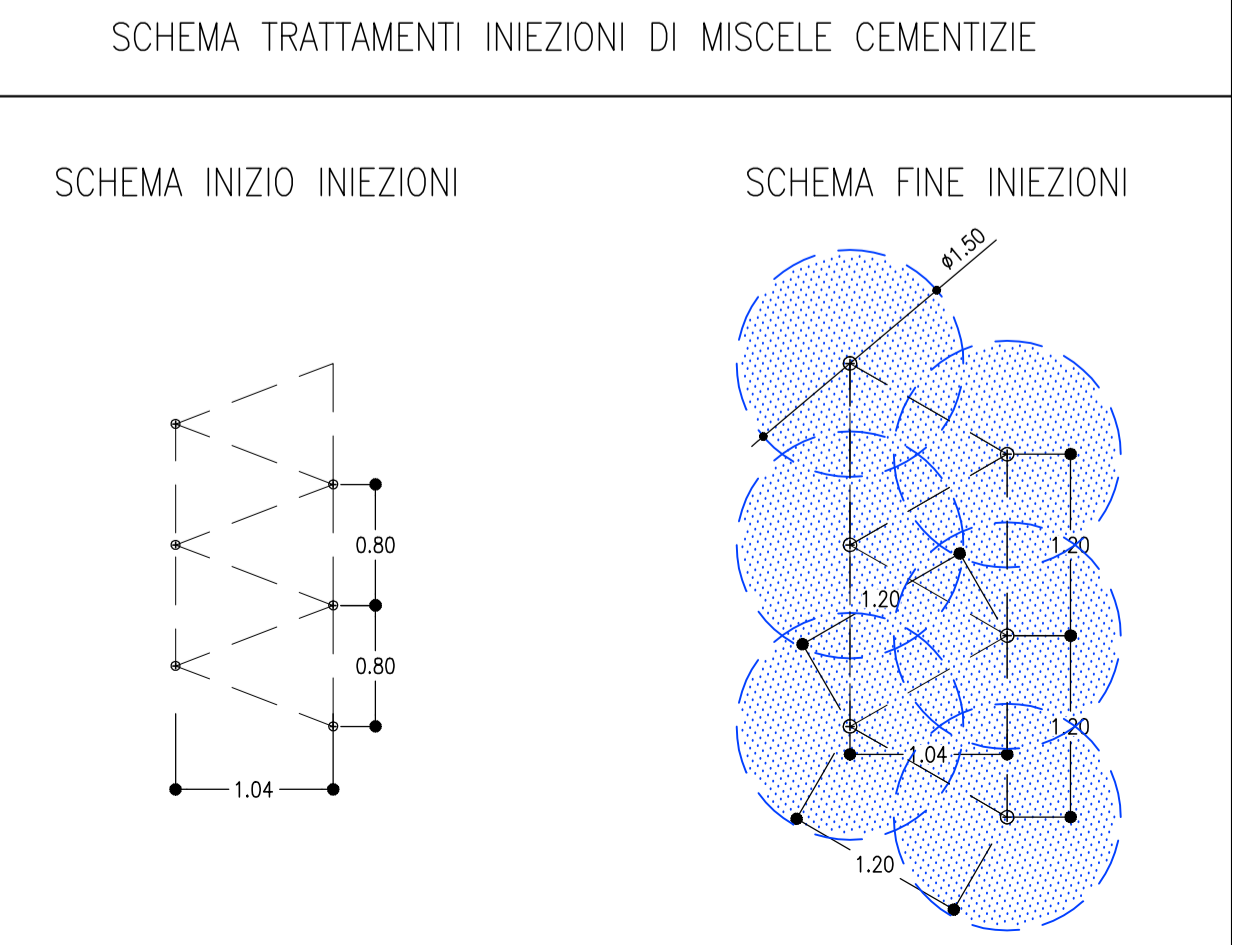 SCHEMA TRATTAMENTI INIEZIONI DI MISCELE CEMENTIZIE
SCHEMA INIZIO INIEZIONI
SCHEMA FINE INIEZIONI
ø1.50
0.80
0.80
1.04
1.20
1.20
1.20
1.04
1.20